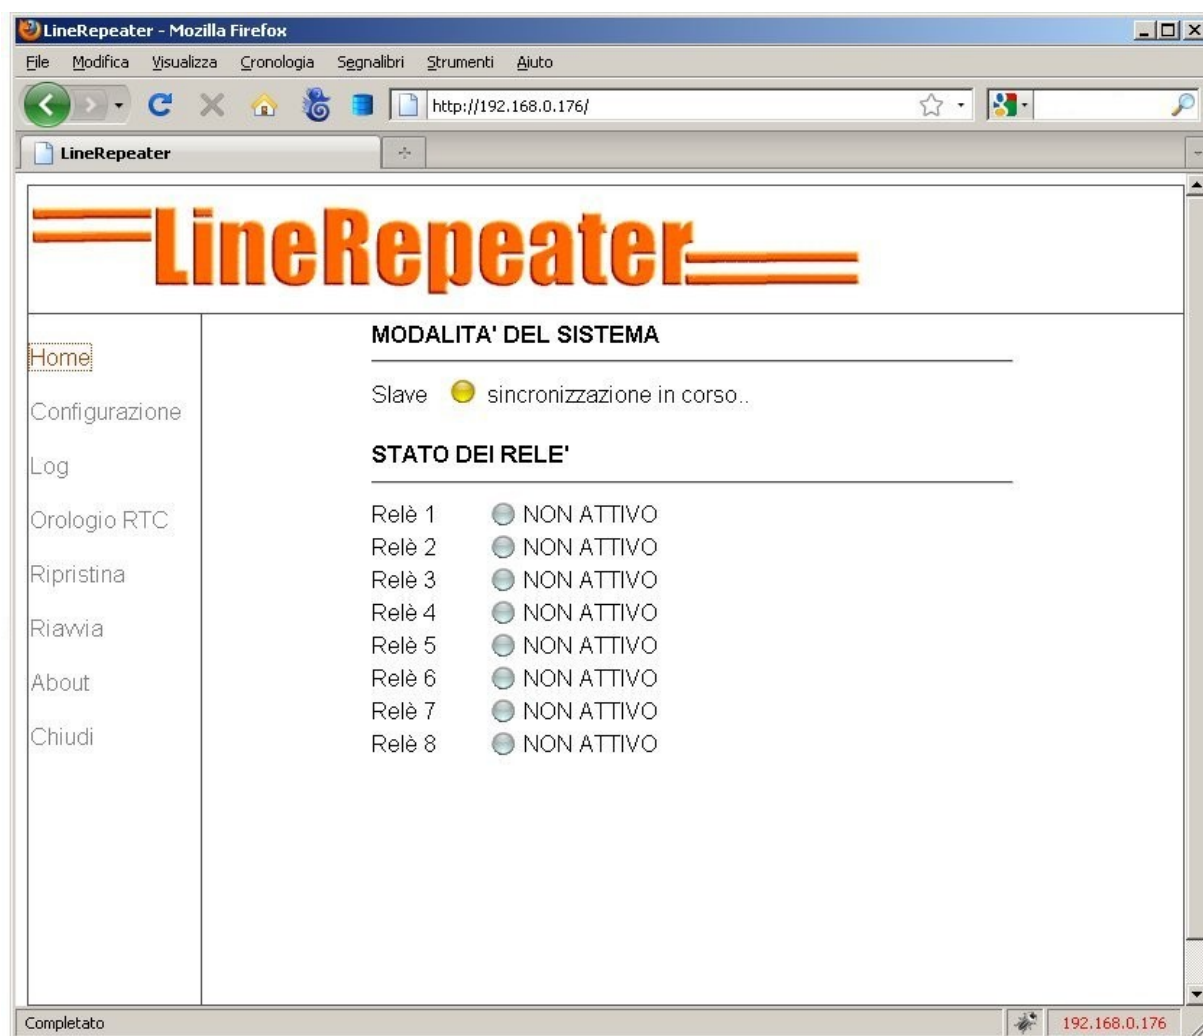 LineRepeater - Mozilla Firefox
File Modifica Visualizza Cronologia Segnalibri Strumenti Aiuto
http://192.168.0.176/
LineRepeater
LineRepeater
Home
Configurazione
Log
Orologio RTC
Ripristina
Riavvia
About
Chiudi
MODALITA' DEL SISTEMA
Slave sincronizzazione in corso..
STATO DEI RELE'
Relè 1 NON ATTIVO
Relè 2 NON ATTIVO
Relè 3 NON ATTIVO
Relè 4 NON ATTIVO
Relè 5 NON ATTIVO
Relè 6 NON ATTIVO
Relè 7 NON ATTIVO
Relè 8 NON ATTIVO
Completato 192.168.0.176